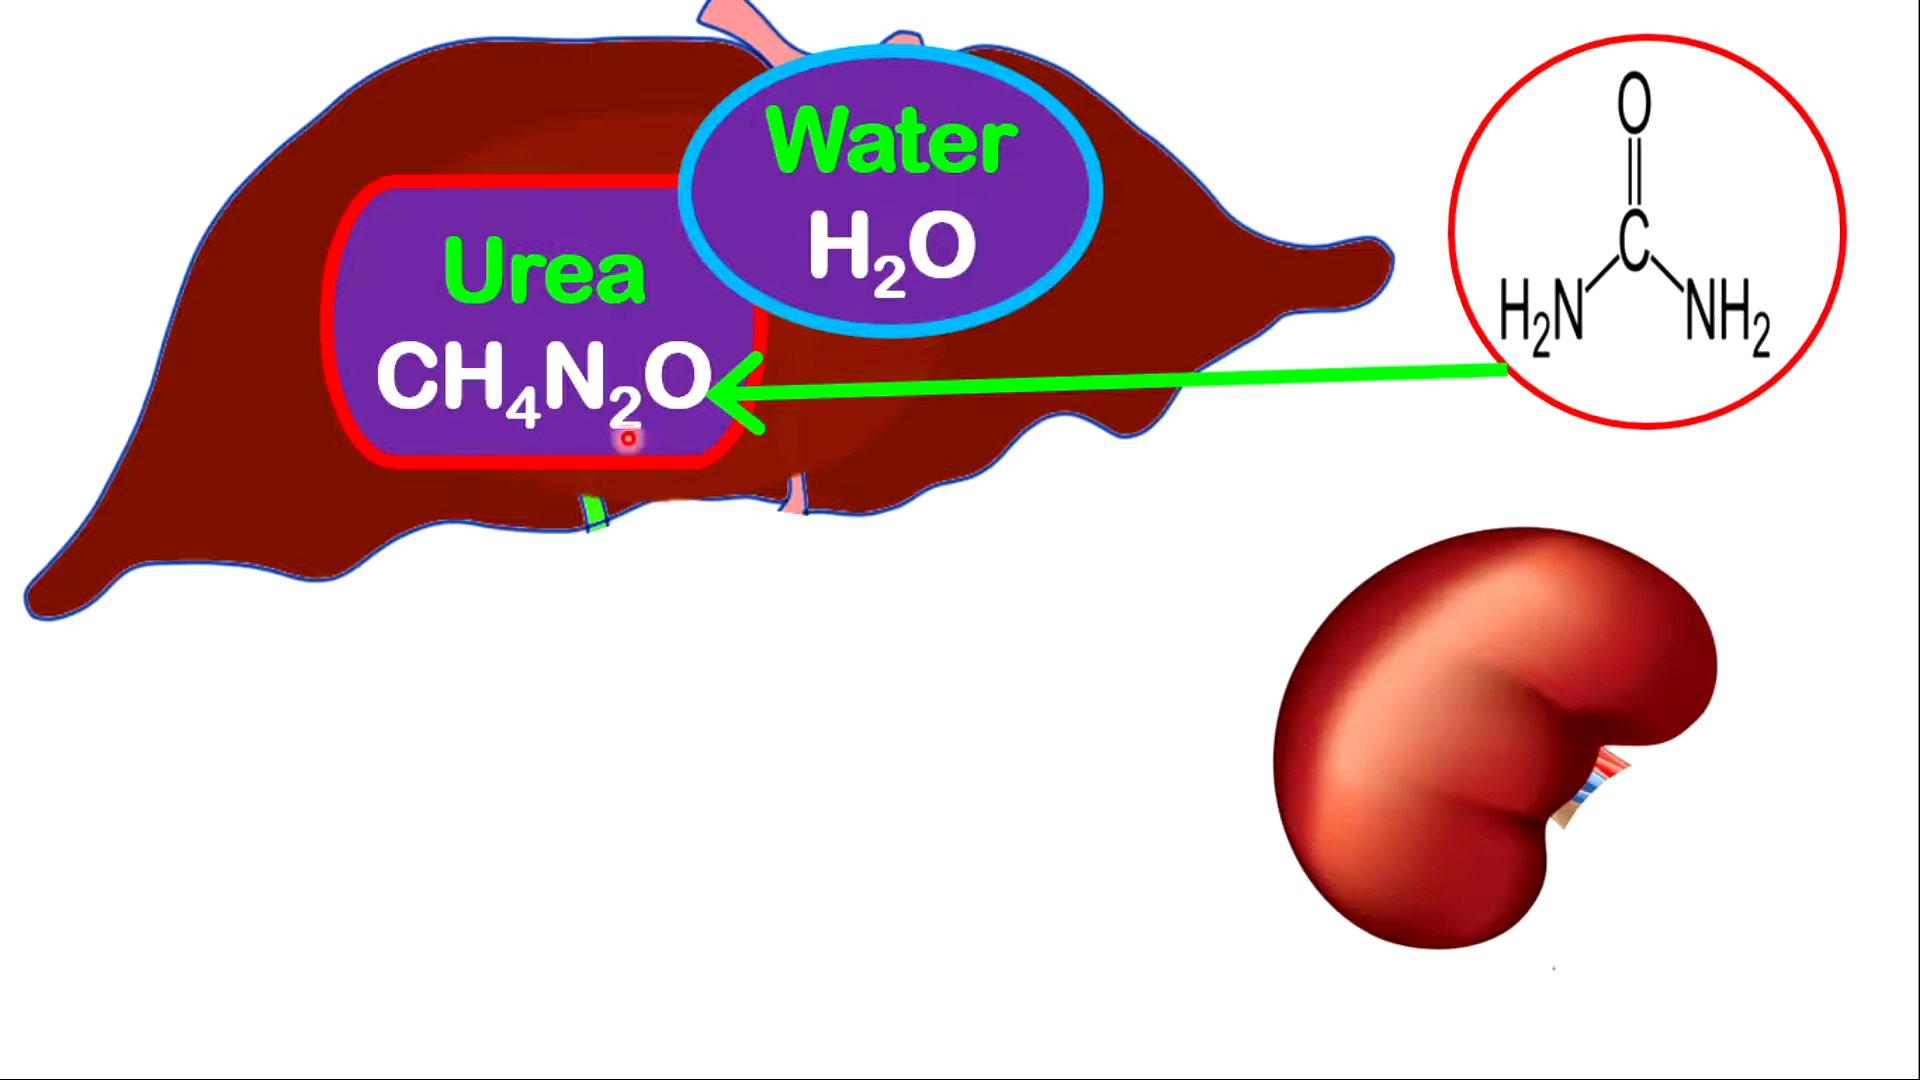 Water
H₂O
Urea
CH₄N₂O
O
C
H₂N NH₂